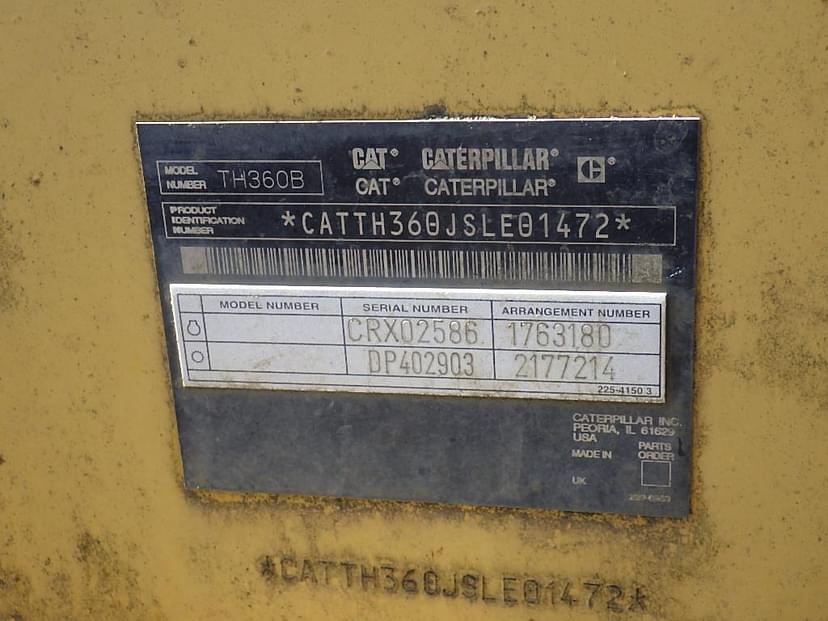 CAT® CATERPILLAR® ®
MODEL NUMBER TH360B
CAT® CATERPILLAR®
PRODUCT IDENTIFICATION NUMBER *CATTH360JSLE01472*
MODEL NUMBER SERIAL NUMBER ARRANGEMENT NUMBER
CRX02586 1763180
DP402903 2177214
225-4150 3
CATERPILLAR INC.
PEORIA, IL 61629
USA
MADE IN
PARTS ORDER
UK
*CATTH360JSLE01472*